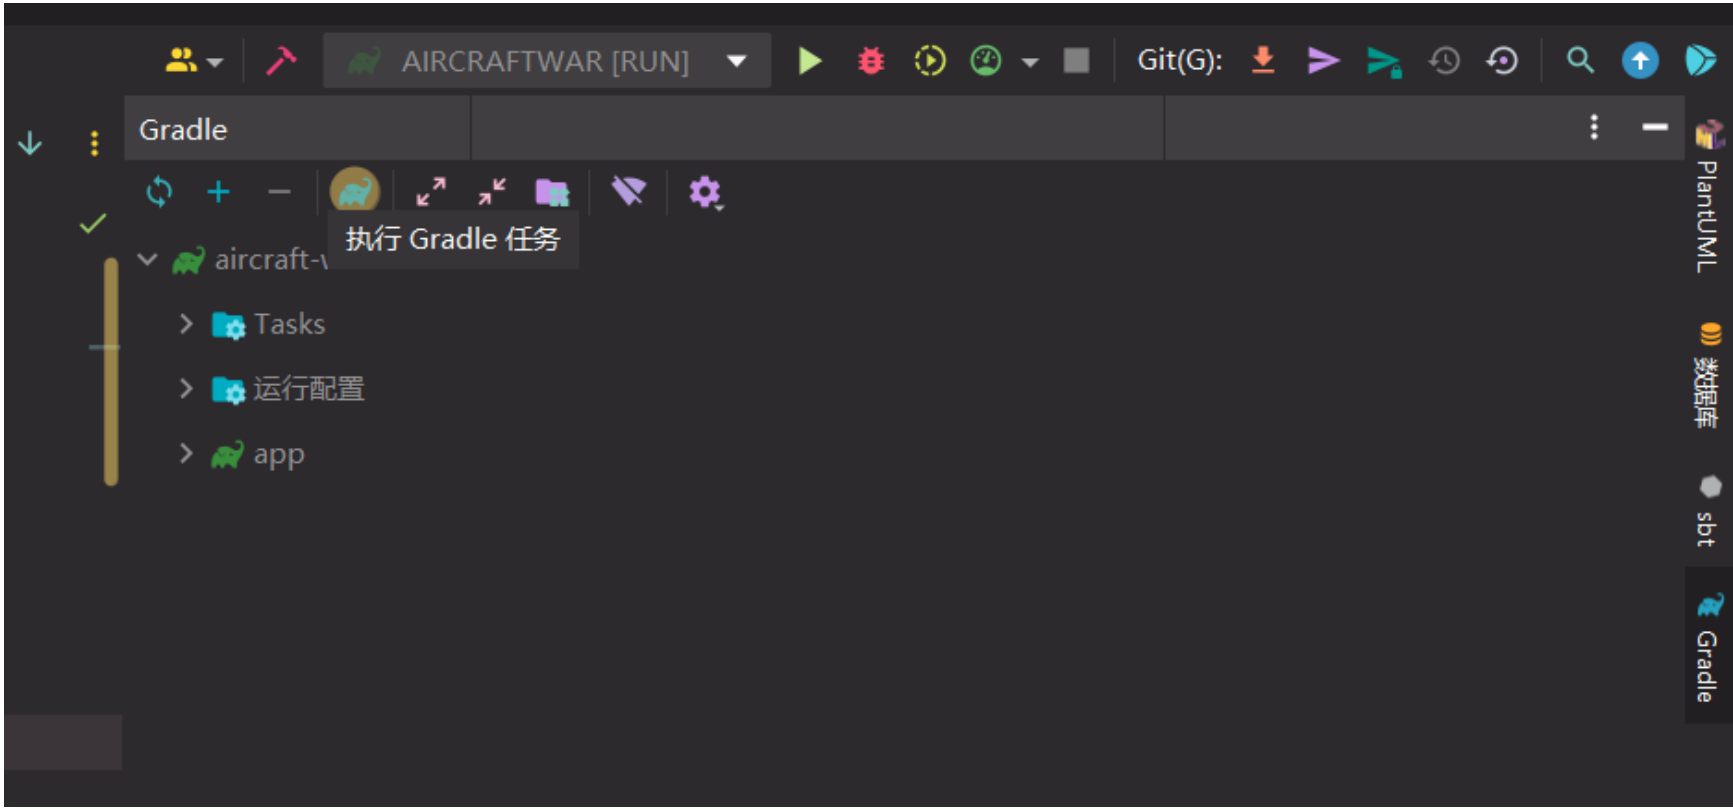 AIRCRAFTWAR [RUN]
Git(G):
Gradle
执行 Gradle 任务
aircraft-
Tasks
运行配置
app
PlantUML
数据库
sbt
Gradle